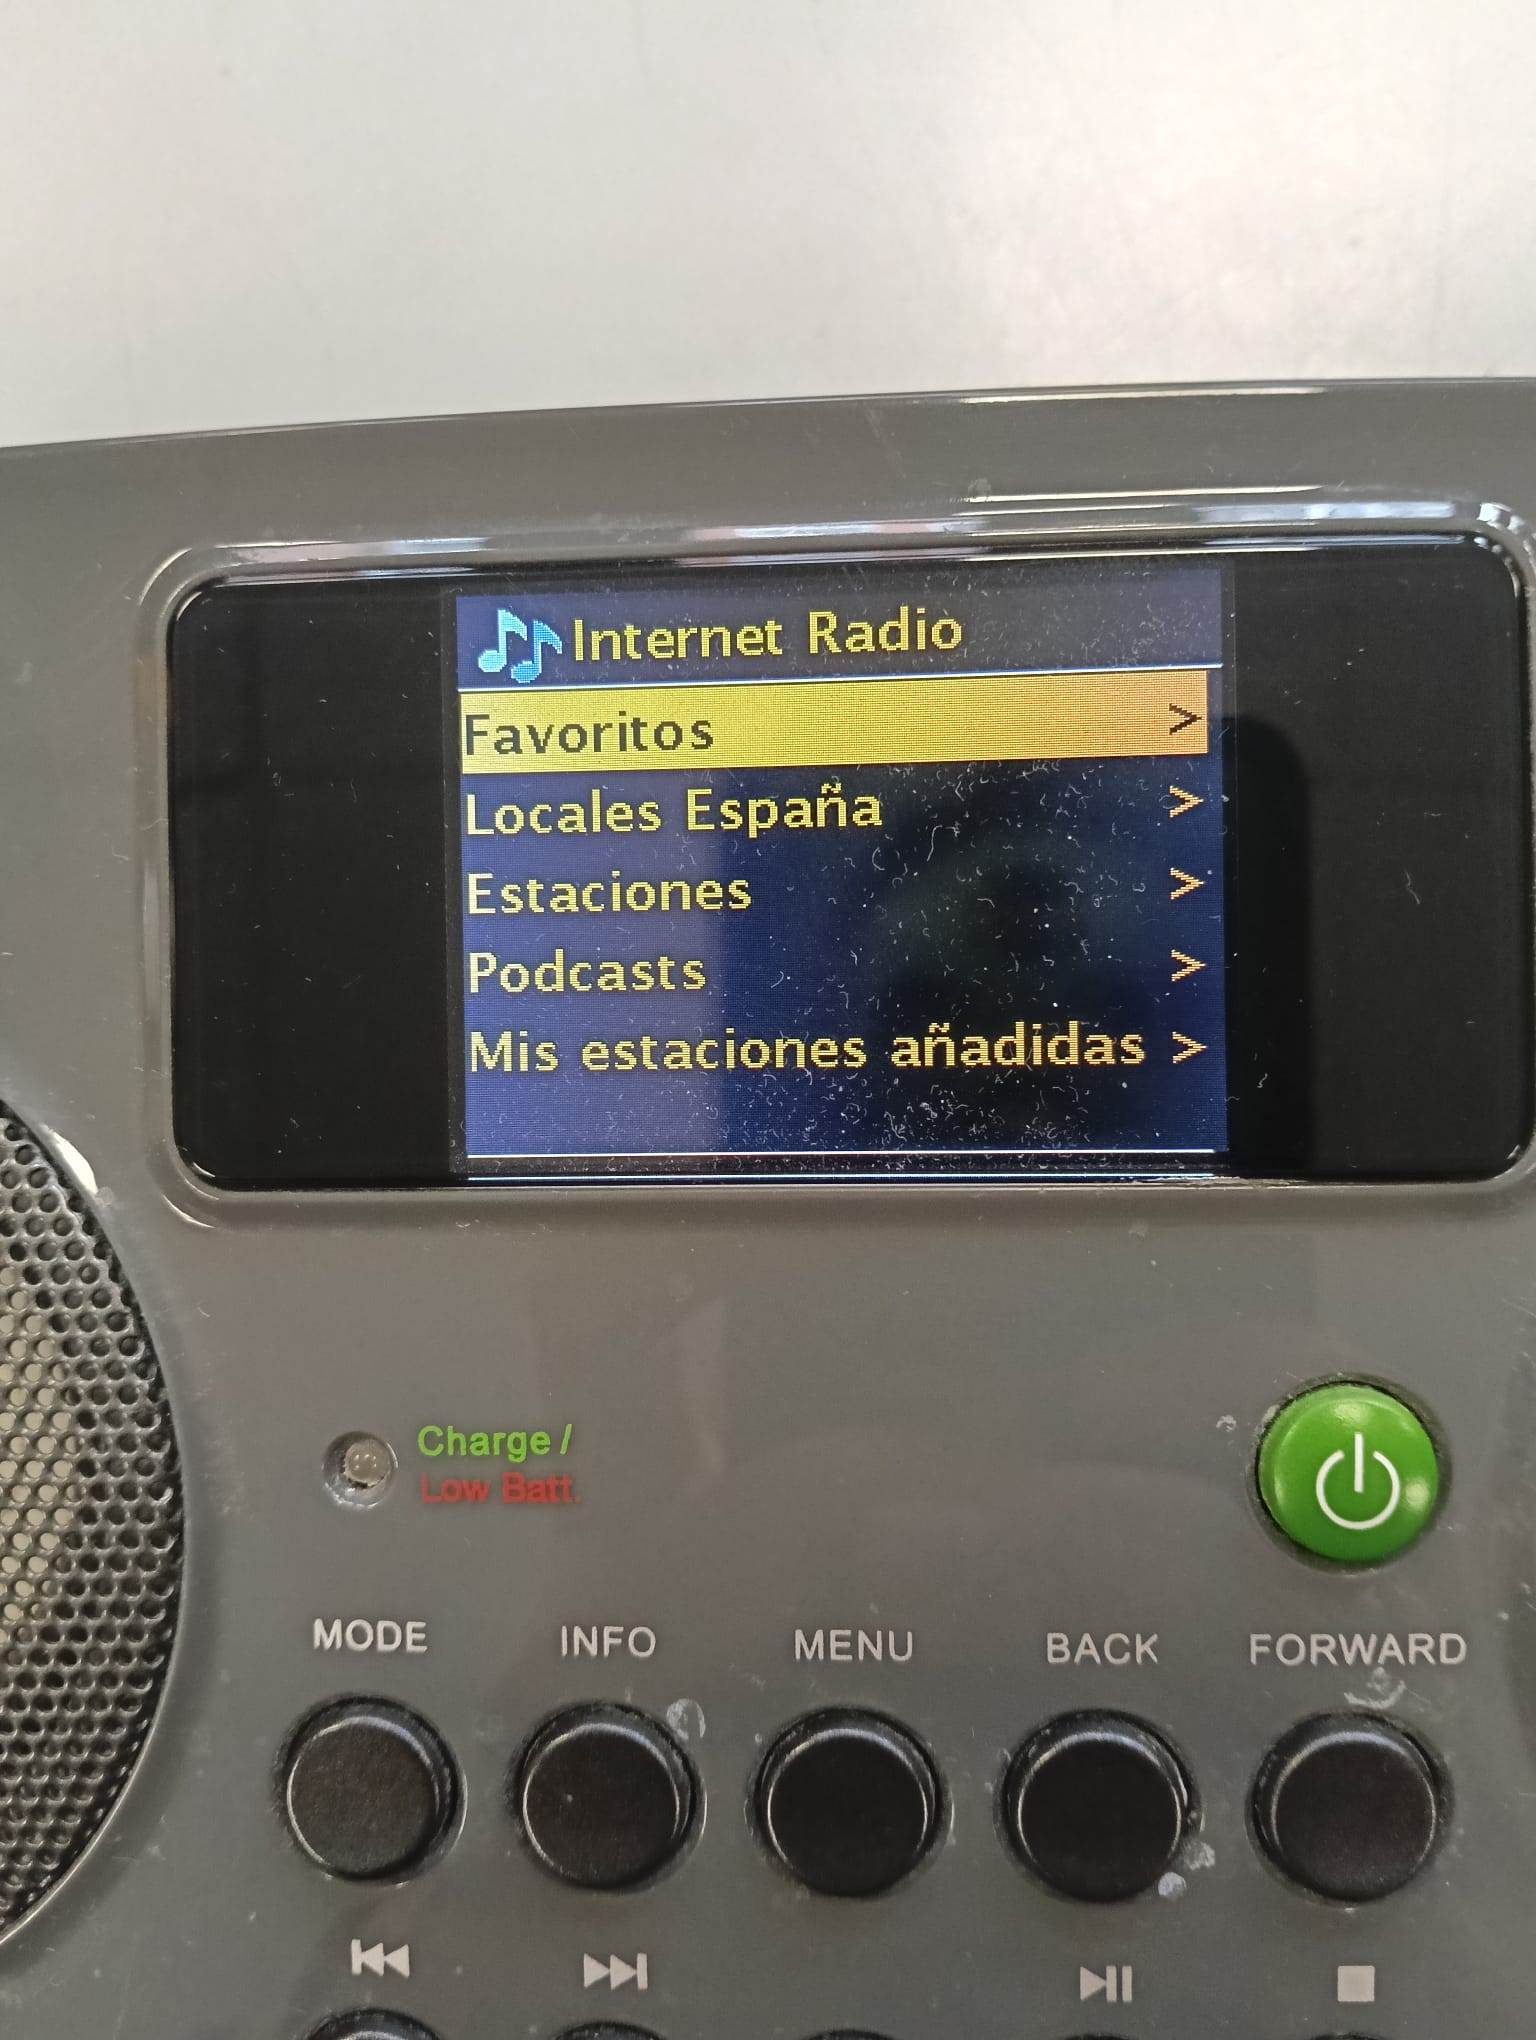 Internet Radio
Favoritos >
Locales España >
Estaciones >
Podcasts >
Mis estaciones añadidas >
Charge /
Low Batt.
MODE INFO MENU BACK FORWARD